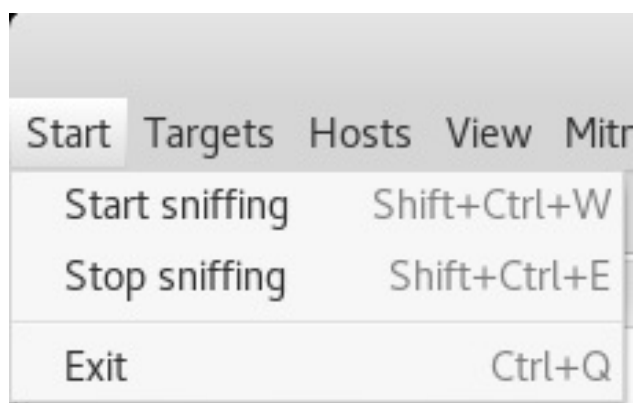 Start Targets Hosts View Mitr
Start sniffing Shift+Ctrl+W
Stop sniffing Shift+Ctrl+E
Exit Ctrl+Q